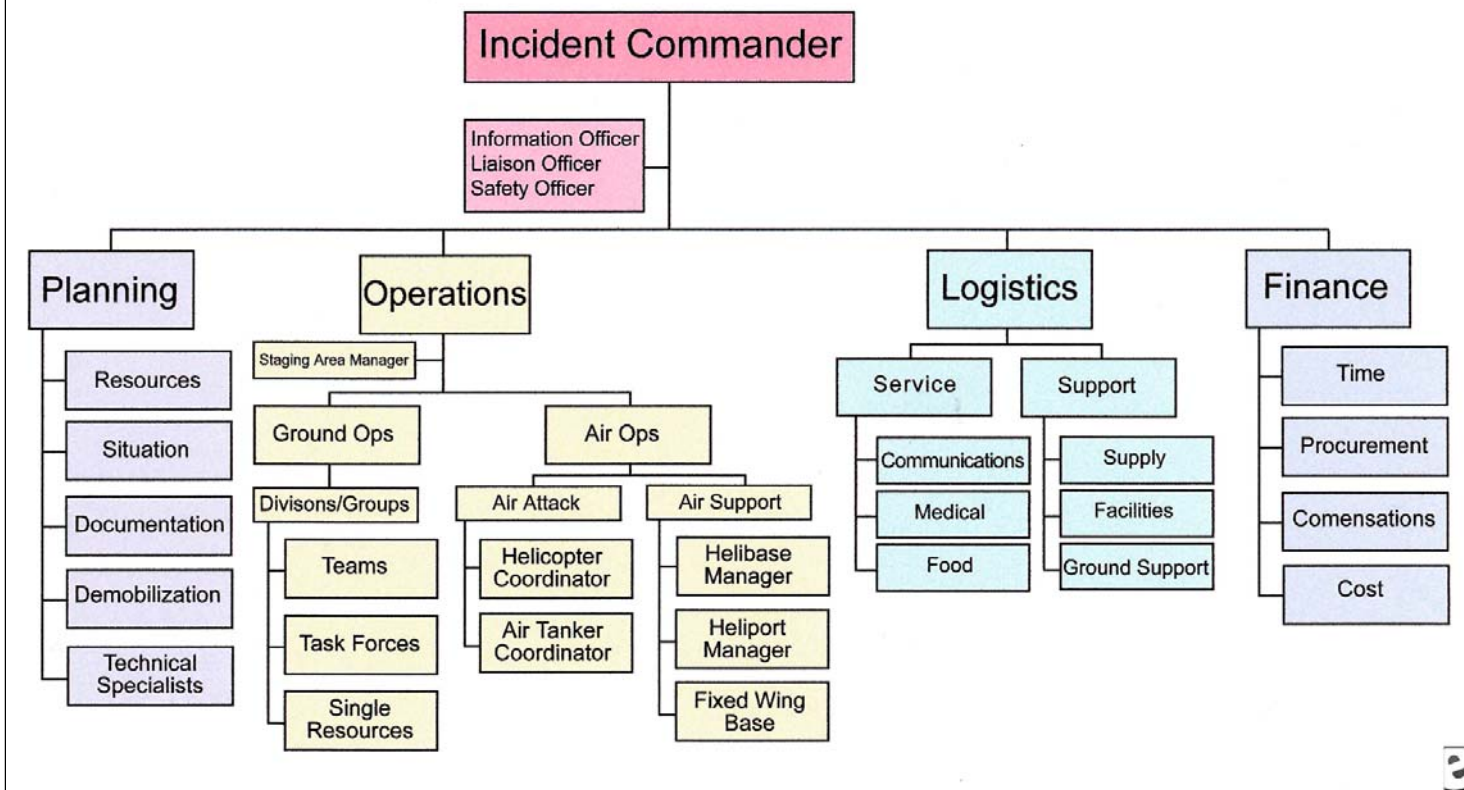 Incident Commander
Information Officer
Liaison Officer
Safety Officer
Planning
Resources
Situation
Documentation
Demobilization
Technical
Specialists
Operations
Staging Area Manager
Ground Ops
Divisons/Groups
Teams
Task Forces
Single
Resources
Air Ops
Air Attack
Helicopter
Coordinator
Air Tanker
Coordinator
Air Support
Helibase
Manager
Heliport
Manager
Fixed Wing
Base
Logistics
Service
Communications
Medical
Food
Support
Supply
Facilities
Ground Support
Finance
Time
Procurement
Comensations
Cost